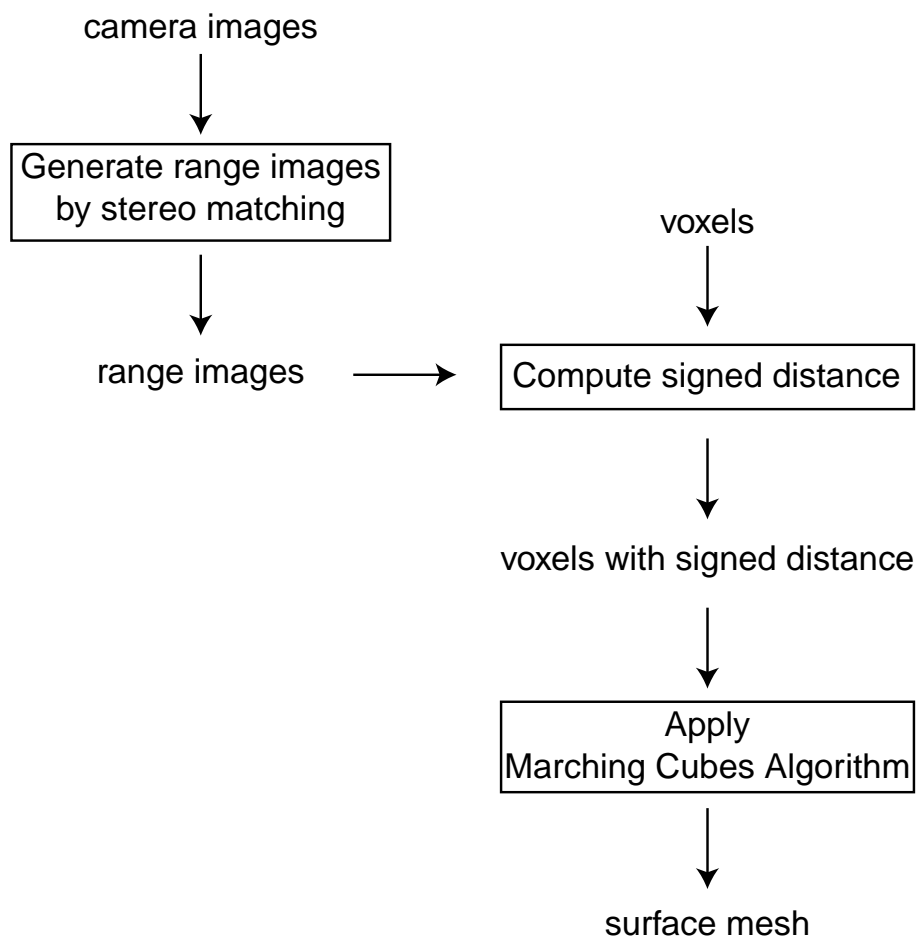 camera images
Generate range images
by stereo matching
voxels
range images
Compute signed distance
voxels with signed distance
Apply
Marching Cubes Algorithm
surface mesh